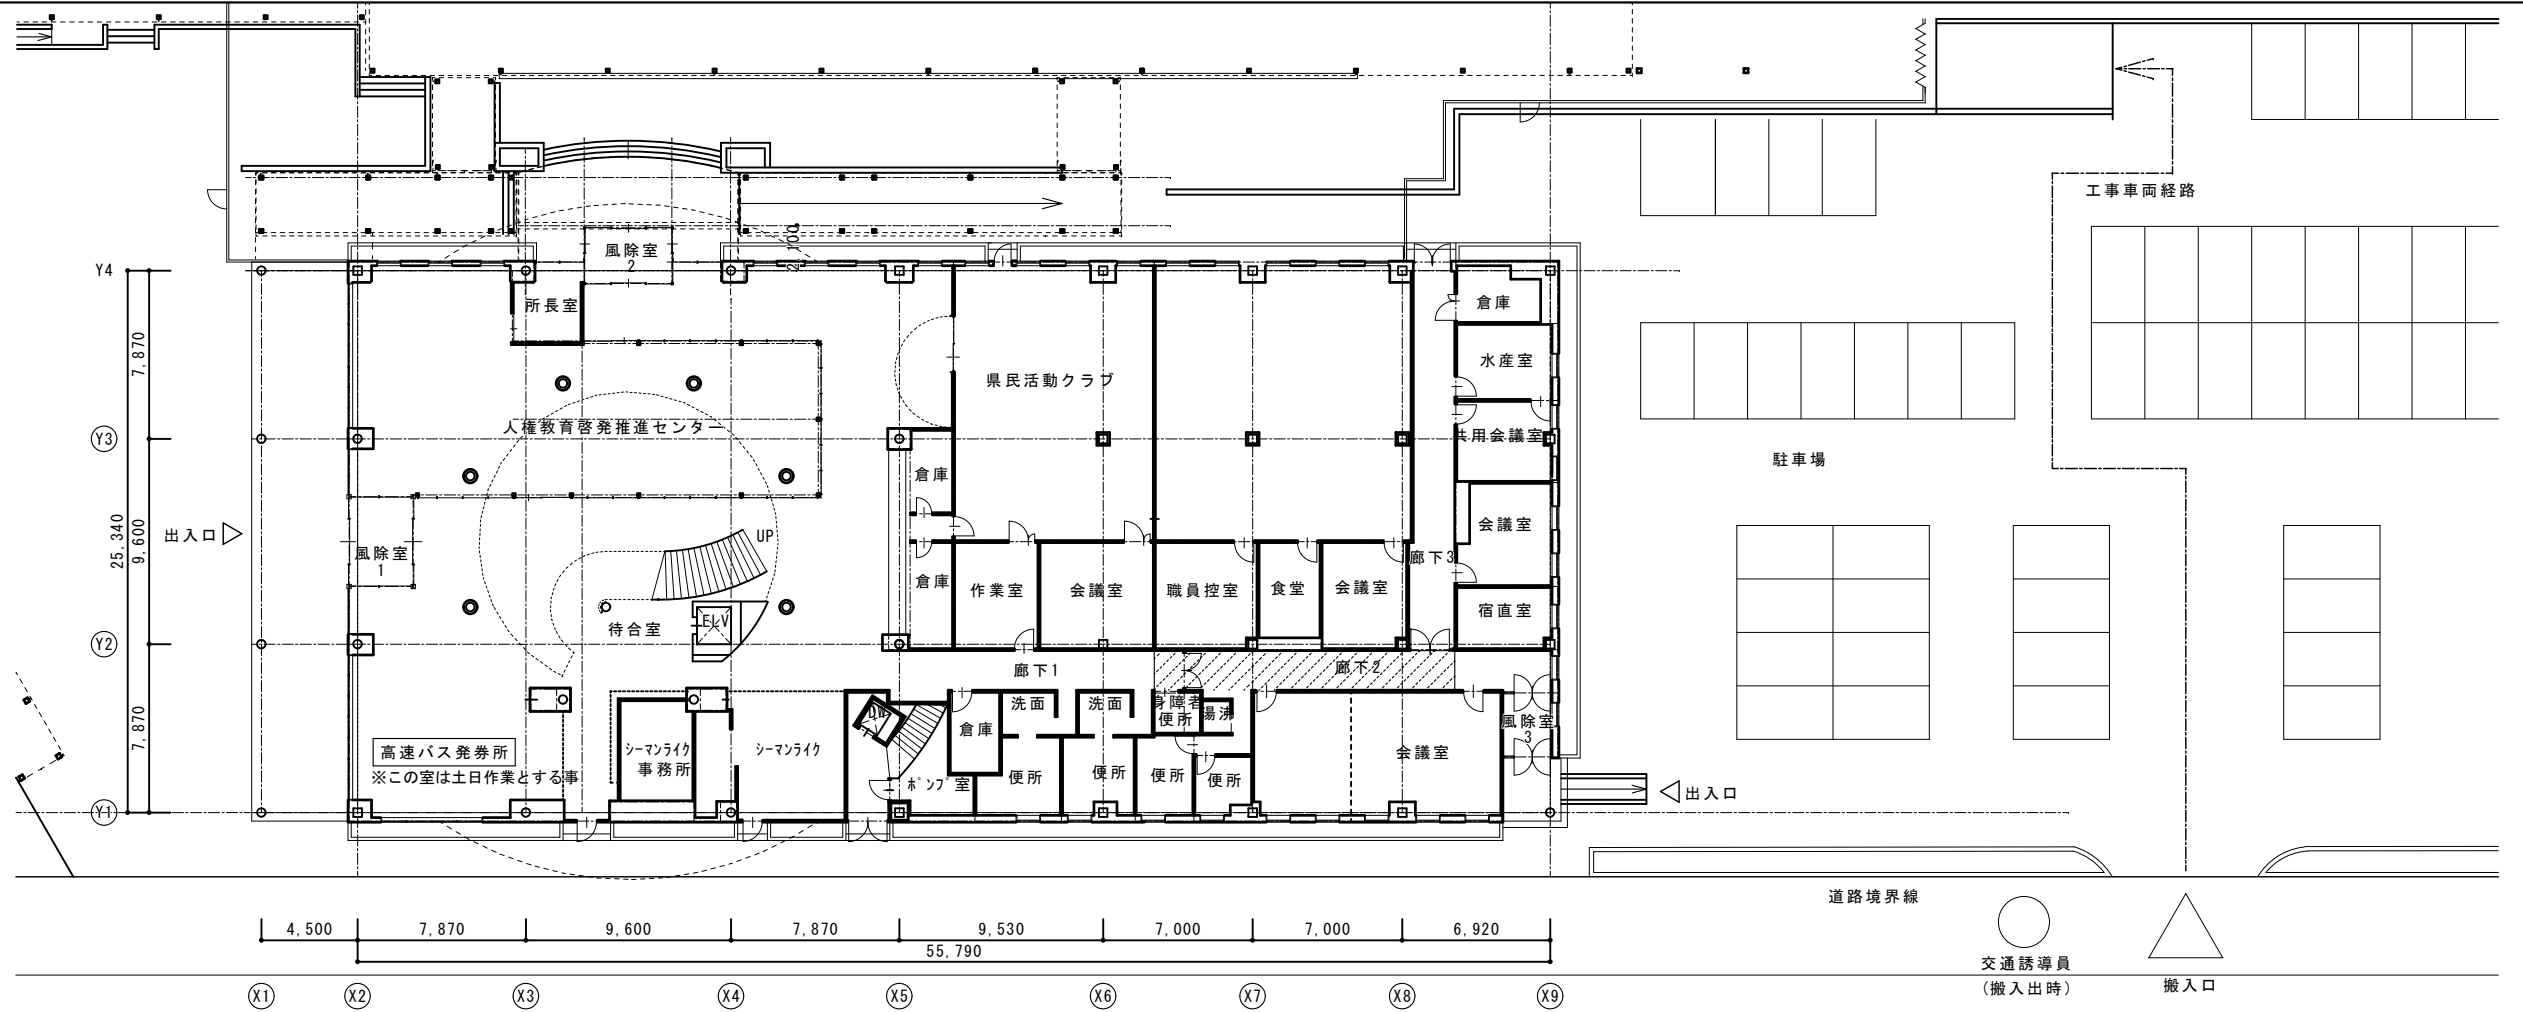 工事車両経路
風除室
2
2,100
Y4
所長室
倉庫
7,870
水産室
県民活動クラブ
人権教育啓発推進センター
Y3
共用会議室
駐車場
倉庫
25,340
9,600
出入口
会議室
UP
風除室
1
廊下3
倉庫
作業室
会議室
職員控室
食堂
会議室
宿直室
ELV
待合室
Y2
廊下1
廊下2
洗面
洗面
身障者
便所
湯沸
倉庫
風除室
3
7,870
高速バス発券所
※この室は土日作業とする事
シーマンライク
事務所
シーマンライク
ポンプ室
便所
便所
便所
便所
会議室
出入口
Y1
道路境界線
4,500
7,870
9,600
7,870
9,530
7,000
7,000
6,920
55,790
交通誘導員
(搬入出時)
搬入口
X1
X2
X3
X4
X5
X6
X7
X8
X9